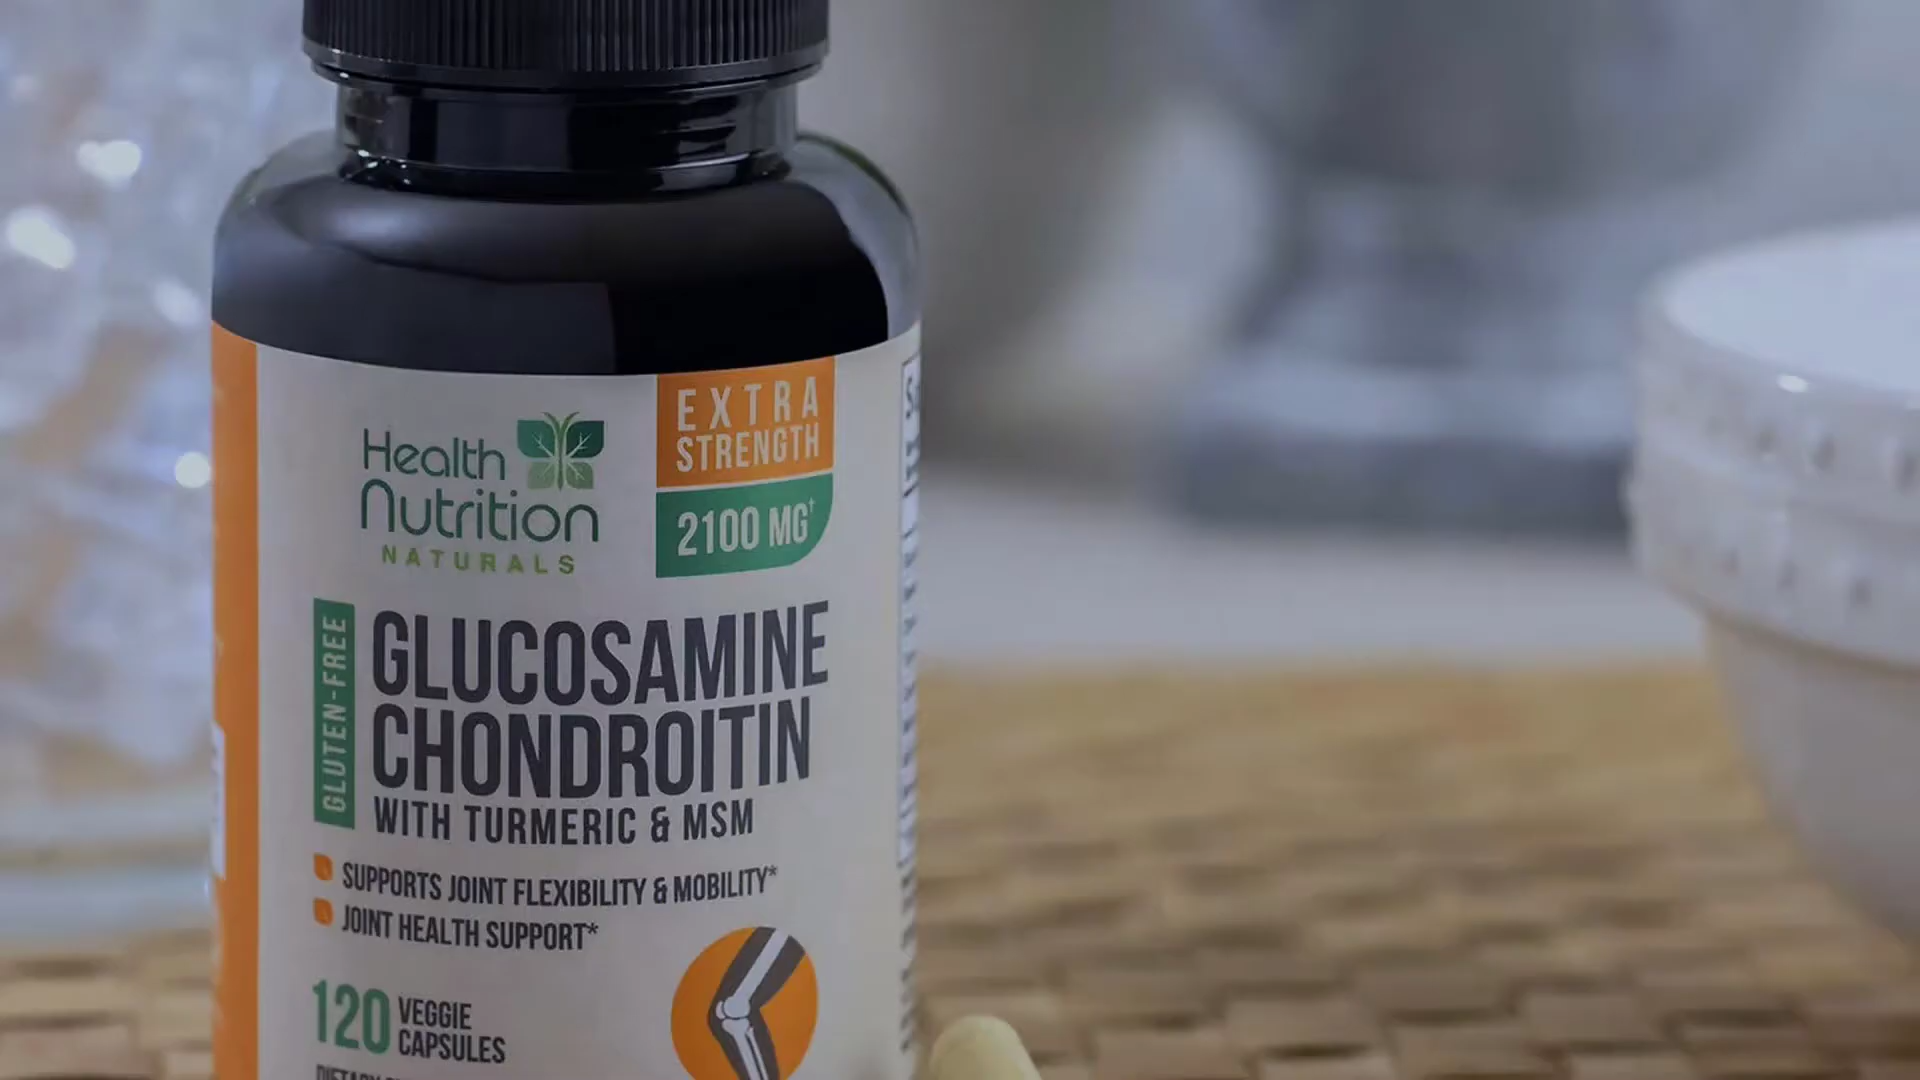 Health
Nutrition
NATURALS
EXTRA
STRENGTH
2100 MG†
GLUTEN-FREE
GLUCOSAMINE
CHONDROITIN
WITH TURMERIC & MSM
SUPPORTS JOINT FLEXIBILITY & MOBILITY*
JOINT HEALTH SUPPORT*
120 VEGGIE
CAPSULES